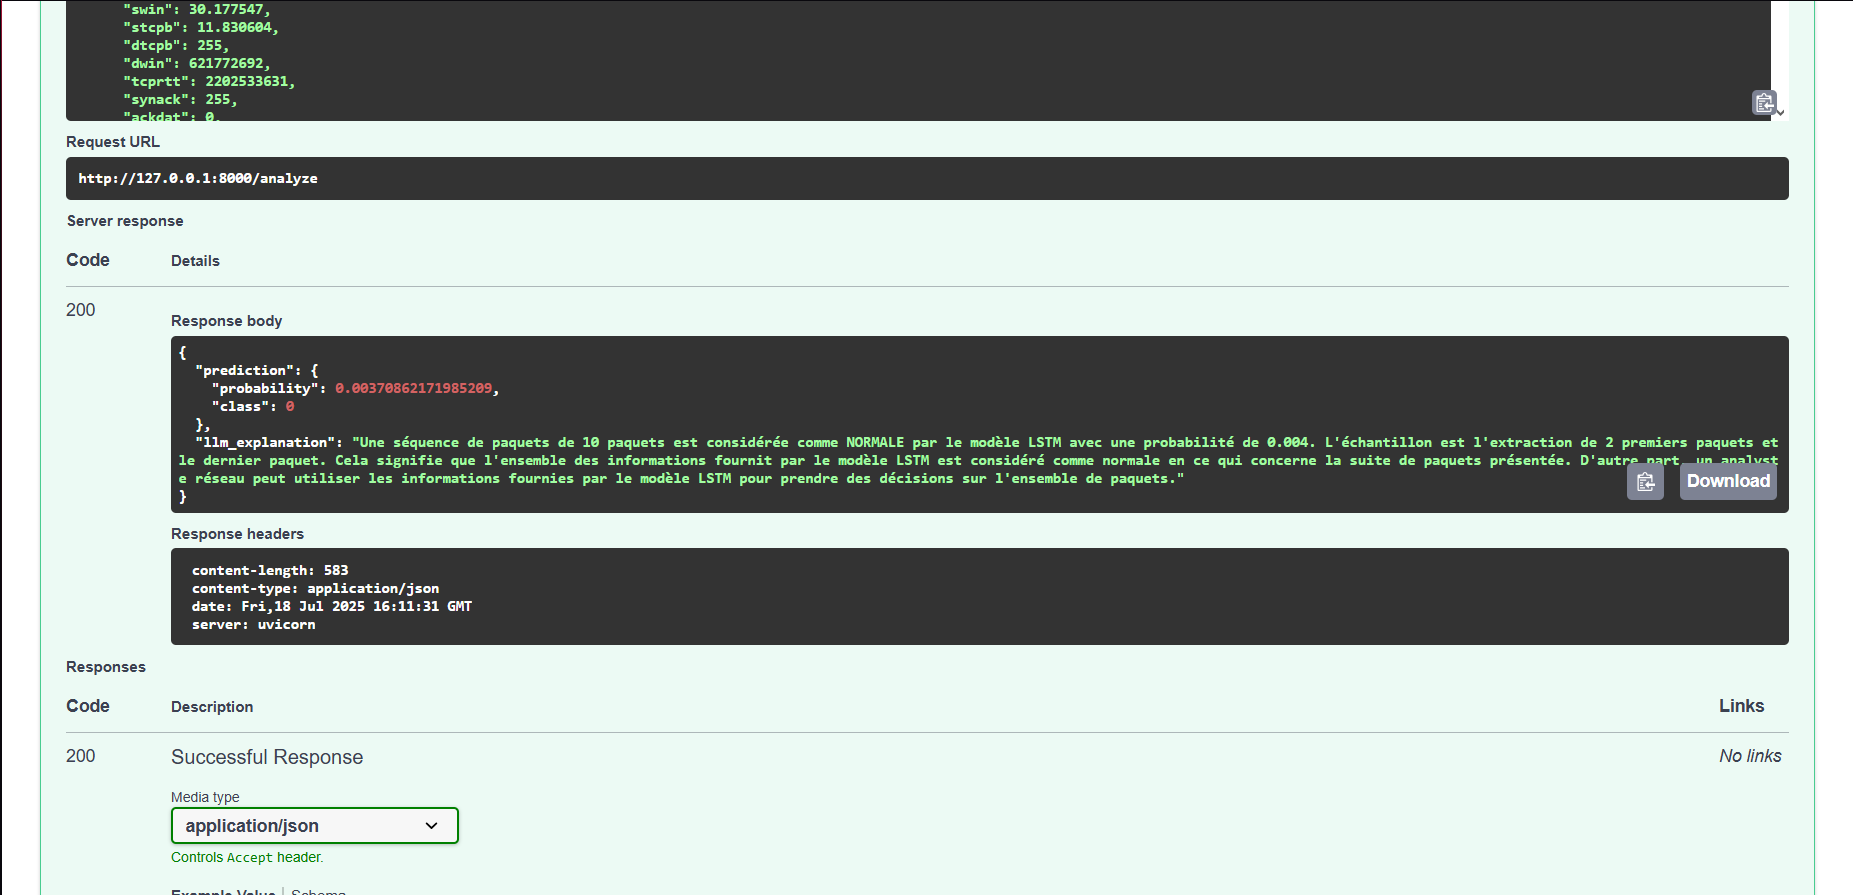 "swin": 30.177547,
"stcpb": 11.830604,
"dtcpb": 255,
"dwin": 621772692,
"tcprtt": 2202533631,
"synack": 255,
"ackdat": 0,
Request URL
http://127.0.0.1:8000/analyze
Server response
Code Details
200
Response body
{
"prediction": {
"probability": 0.00370862171985209,
"class": 0
},
"llm_explanation": "Une séquence de paquets de 10 paquets est considérée comme NORMALE par le modèle LSTM avec une probabilité de 0.004. L'échantillon est l'extraction de 2 premiers paquets et
le dernier paquet. Cela signifie que l'ensemble des informations fournit par le modèle LSTM est considéré comme normale en ce qui concerne la suite de paquets présentée. D'autre part, un analyst
e réseau peut utiliser les informations fournies par le modèle LSTM pour prendre des décisions sur l'ensemble de paquets."
}
Download
Response headers
content-length: 583
content-type: application/json
date: Fri,18 Jul 2025 16:11:31 GMT
server: uvicorn
Responses
Code Description Links
200 Successful Response No links
Media type
application/json
Controls Accept header.
Example Value | Schema